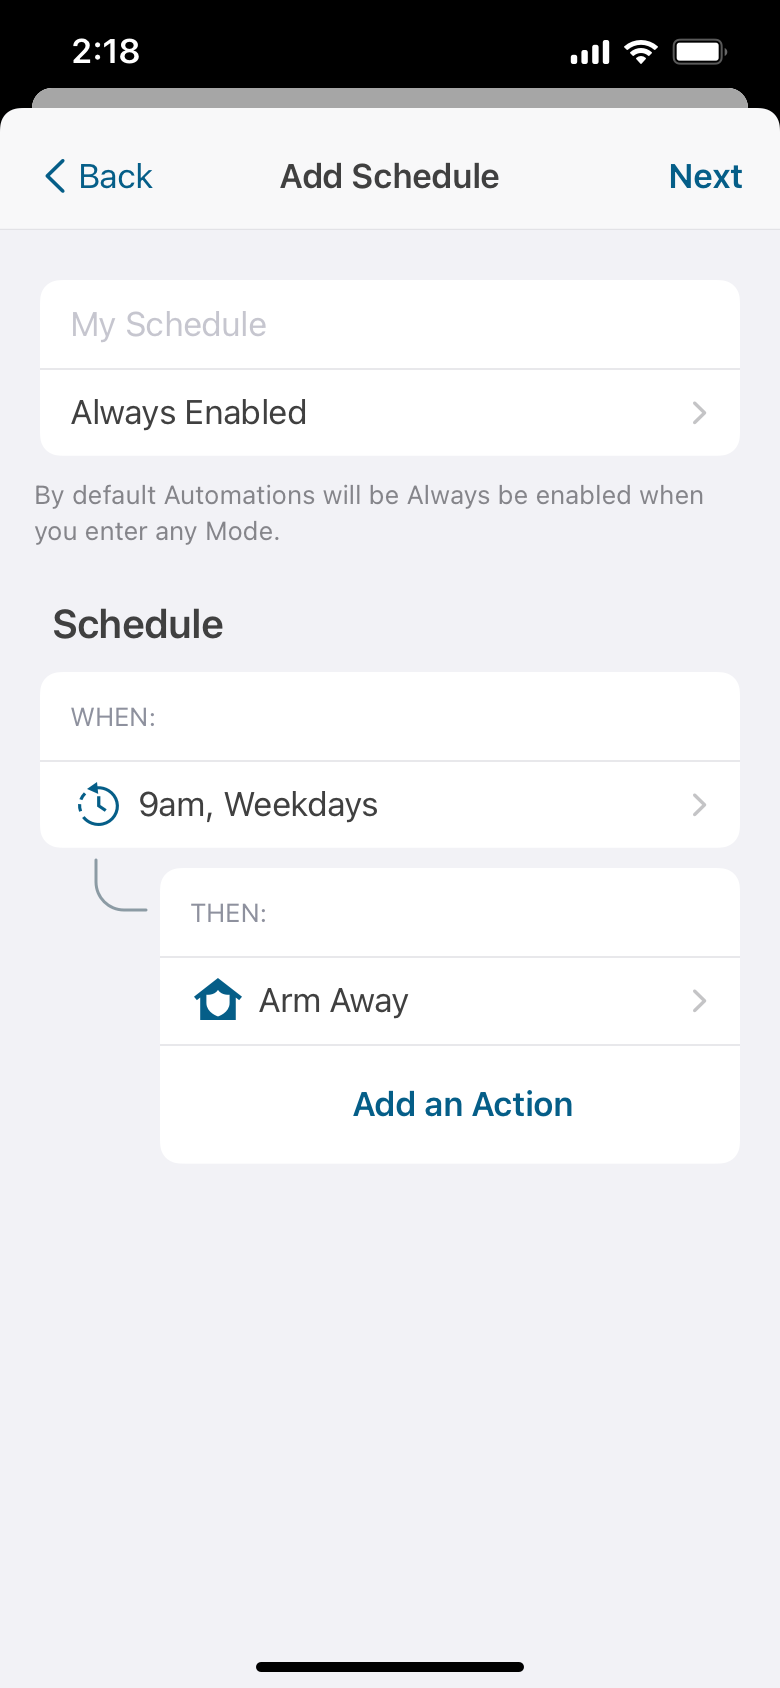 2:18
Back
Add Schedule
Next
My Schedule
Always Enabled
By default Automations will be Always be enabled when
you enter any Mode.
Schedule
WHEN:
9am, Weekdays
THEN:
Arm Away
Add an Action